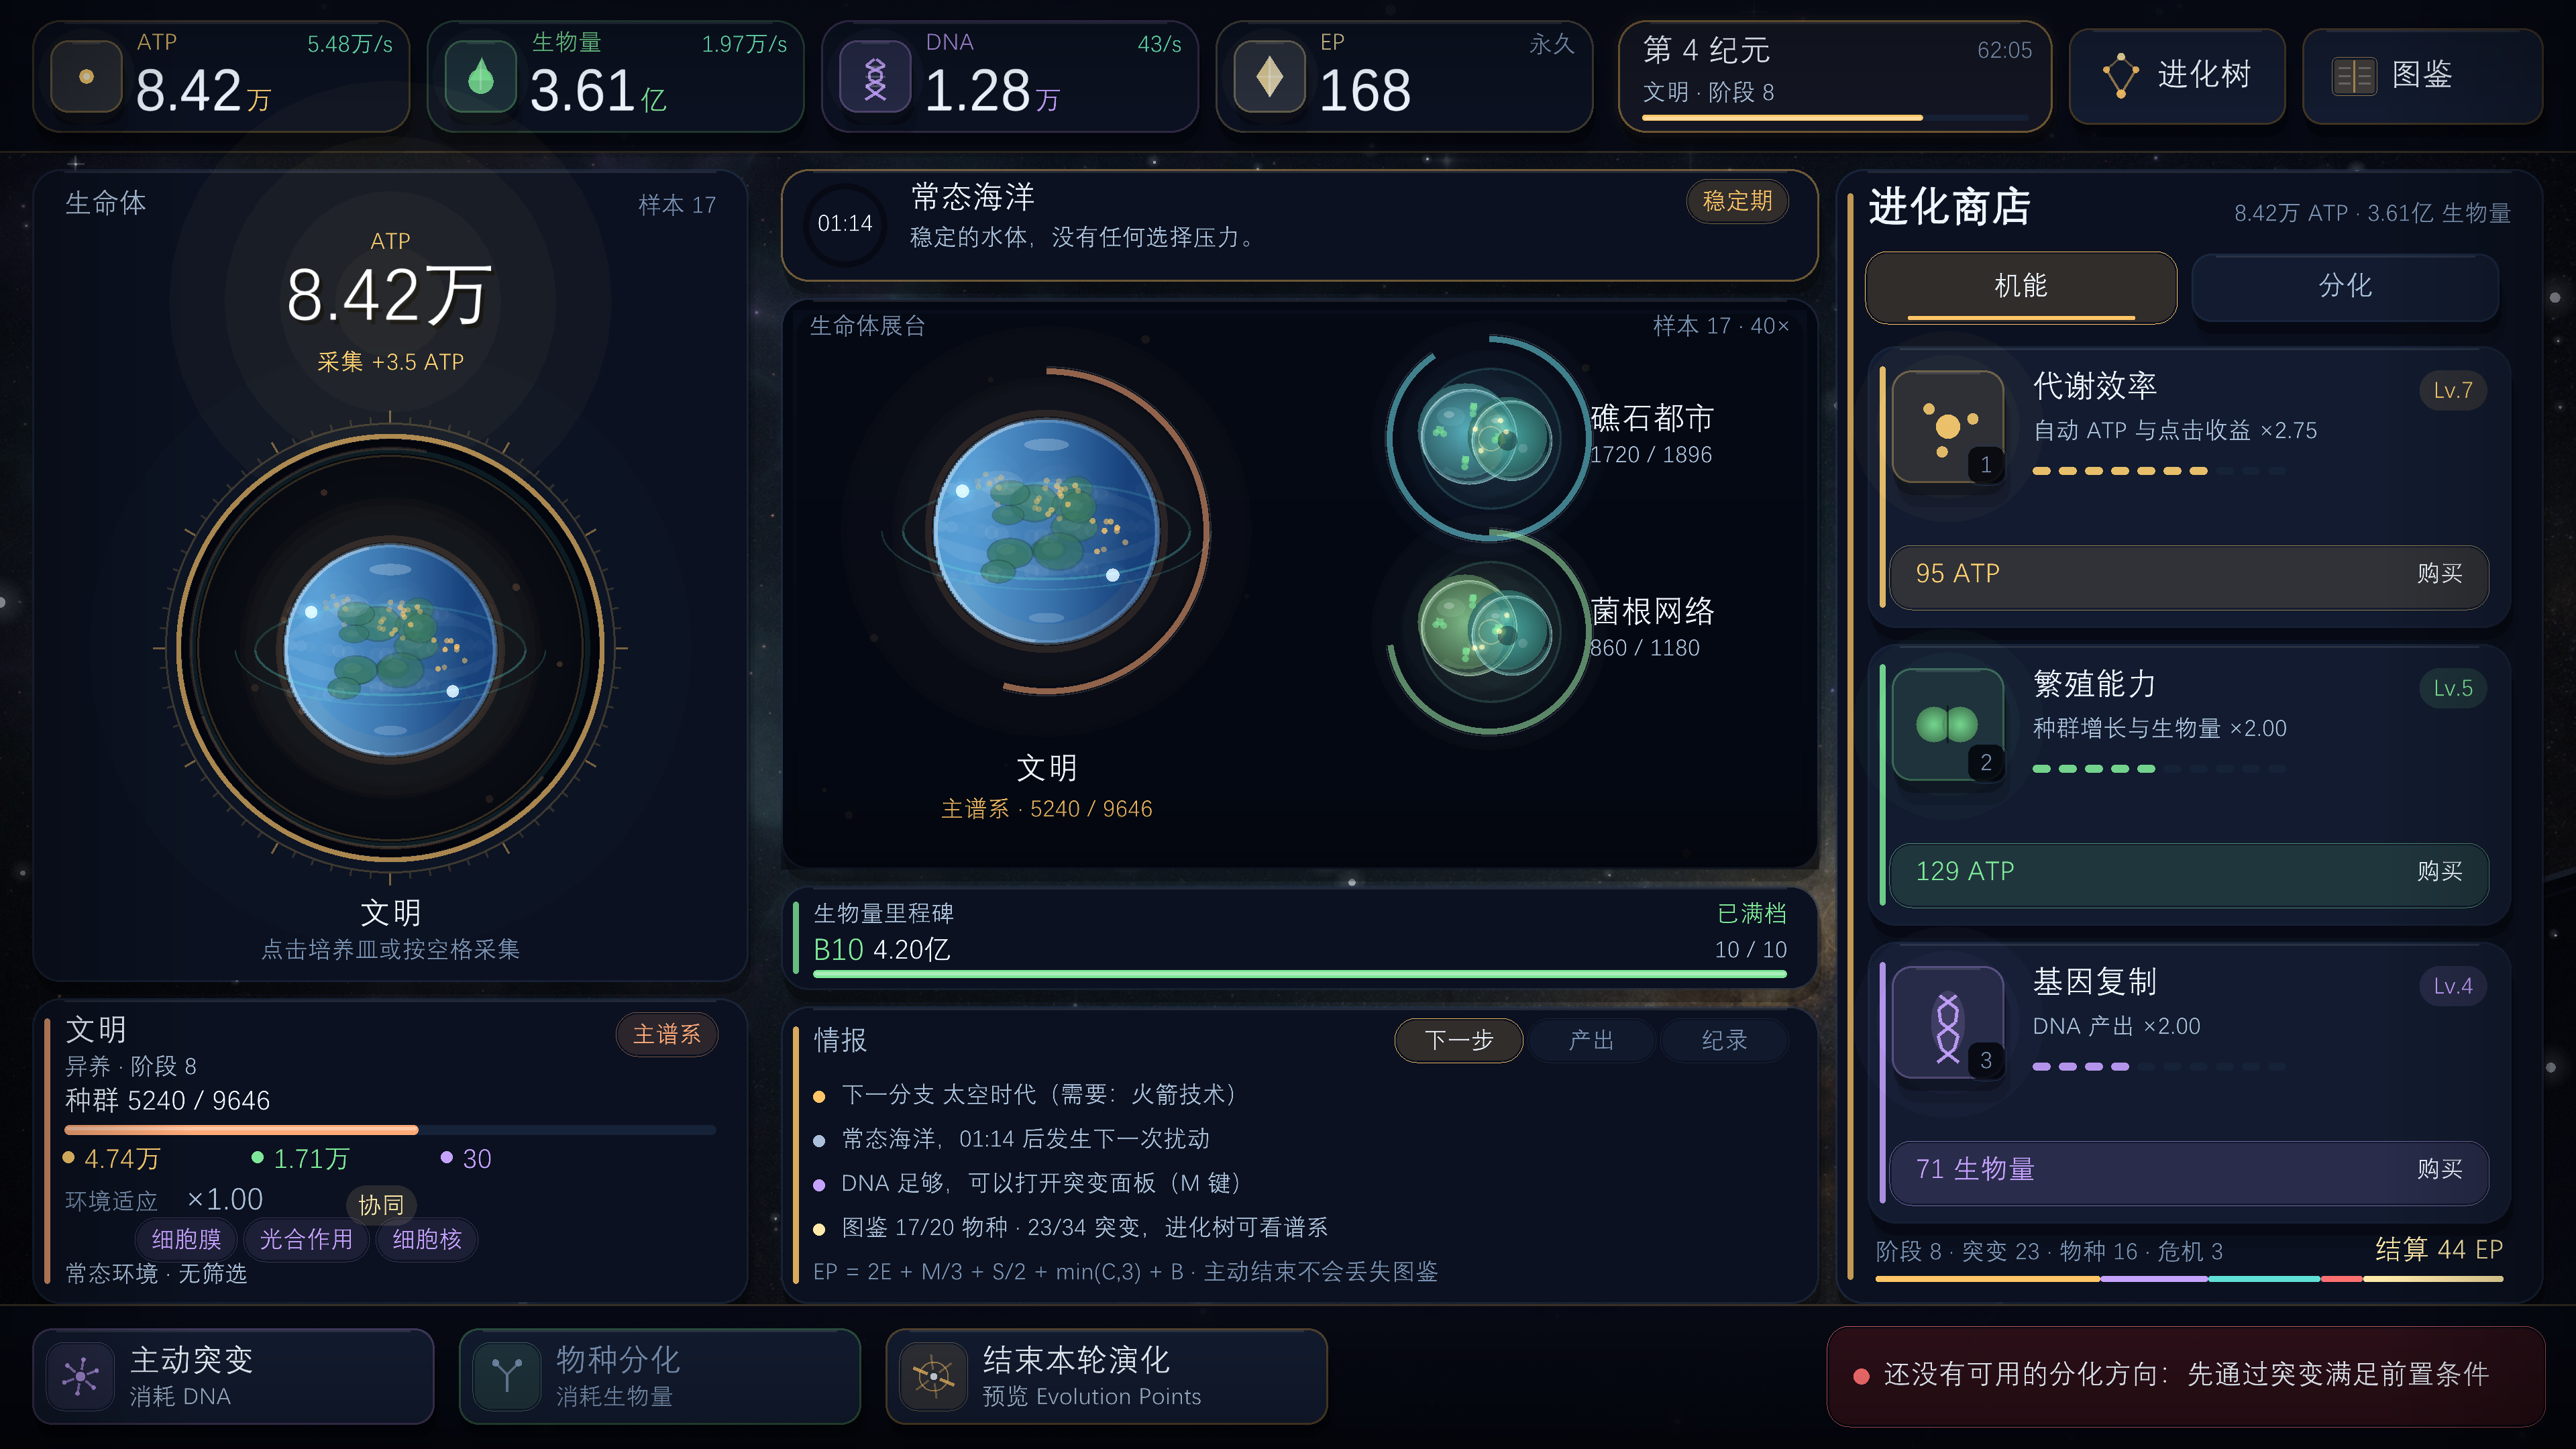 ATP 5.48万/s
8.42万
生物量 1.97万/s
3.61亿
DNA 43/s
1.28万
EP 永久
168
第 4 纪元 62:05
文明 · 阶段 8
进化树
图鉴
生命体 样本 17
ATP
8.42万
采集 +3.5 ATP
文明
点击培养皿或按空格采集
文明 主谱系
异养 · 阶段 8
种群 5240 / 9646
4.74万 1.71万 30
环境适应 ×1.00 协同
细胞膜 光合作用 细胞核
常态环境 · 无筛选
01:14
常态海洋 稳定期
稳定的水体，没有任何选择压力。
生命体展台 样本 17 · 40×
礁石都市
1720 / 1896
菌根网络
860 / 1180
文明
主谱系 · 5240 / 9646
生物量里程碑 已满档
B10 4.20亿 10 / 10
情报 下一步 产出 纪录
下一分支 太空时代（需要：火箭技术）
常态海洋，01:14 后发生下一次扰动
DNA 足够，可以打开突变面板（M 键）
图鉴 17/20 物种 · 23/34 突变，进化树可看谱系
EP = 2E + M/3 + S/2 + min(C,3) + B · 主动结束不会丢失图鉴
进化商店 8.42万 ATP · 3.61亿 生物量
机能 分化
代谢效率 Lv.7
自动 ATP 与点击收益 ×2.75
1
95 ATP 购买
繁殖能力 Lv.5
种群增长与生物量 ×2.00
2
129 ATP 购买
基因复制 Lv.4
DNA 产出 ×2.00
3
71 生物量 购买
阶段 8 · 突变 23 · 物种 16 · 危机 3 结算 44 EP
主动突变
消耗 DNA
物种分化
消耗生物量
结束本轮演化
预览 Evolution Points
还没有可用的分化方向：先通过突变满足前置条件